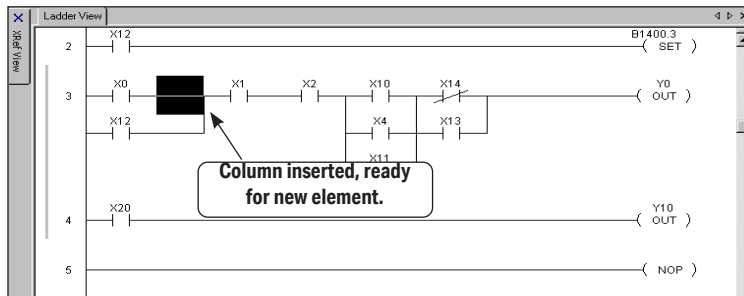 Ladder View
XRef View
X12 B1400.3
2 SET
X0 X1 X2 X10 X14 Y0
3 OUT
X12 X4 X13
X11
Column inserted, ready
for new element.
X20 Y10
4 OUT
5 NOP